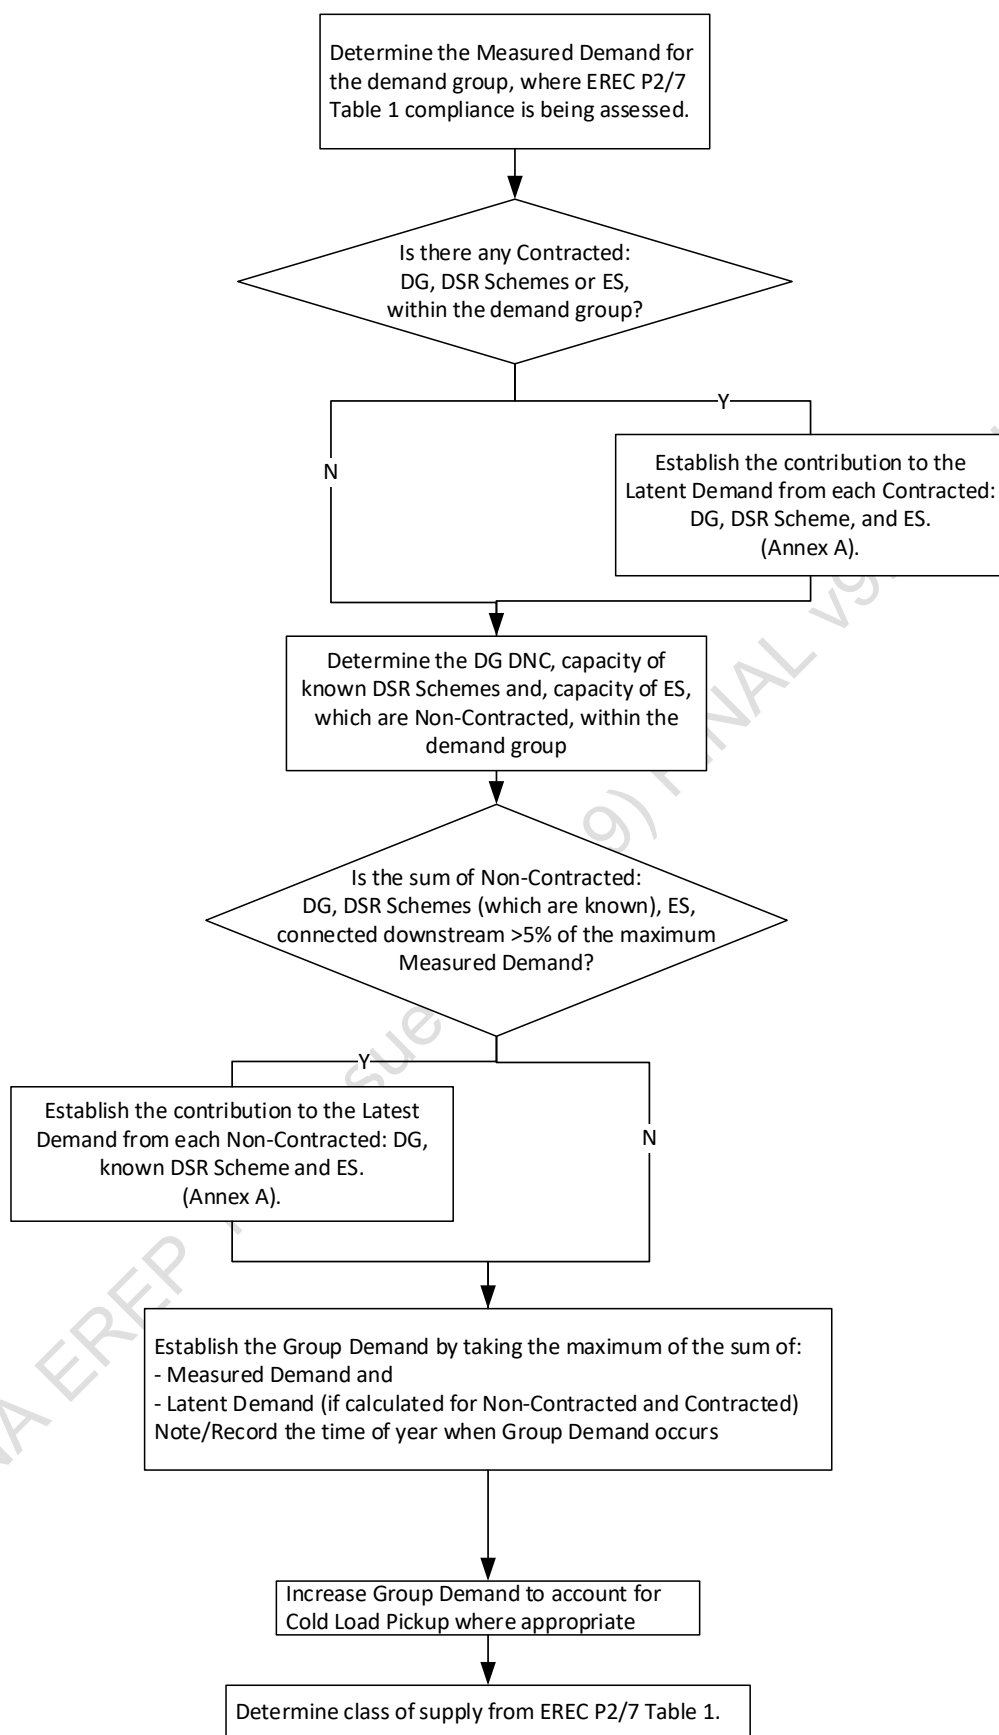 Determine the Measured Demand for
the demand group, where EREC P2/7
Table 1 compliance is being assessed.
Is there any Contracted:
DG, DSR Schemes or ES,
within the demand group?
Y
N
Establish the contribution to the
Latent Demand from each Contracted:
DG, DSR Scheme, and ES.
(Annex A).
Determine the DG DNC, capacity of
known DSR Schemes and, capacity of ES,
which are Non-Contracted, within the
demand group
Is the sum of Non-Contracted:
DG, DSR Schemes (which are known), ES,
connected downstream >5% of the maximum
Measured Demand?
Y
N
Establish the contribution to the Latest
Demand from each Non-Contracted: DG,
known DSR Scheme and ES.
(Annex A).
Establish the Group Demand by taking the maximum of the sum of:
- Measured Demand and
- Latent Demand (if calculated for Non-Contracted and Contracted)
Note/Record the time of year when Group Demand occurs
Increase Group Demand to account for
Cold Load Pickup where appropriate
Determine class of supply from EREC P2/7 Table 1.
EREP